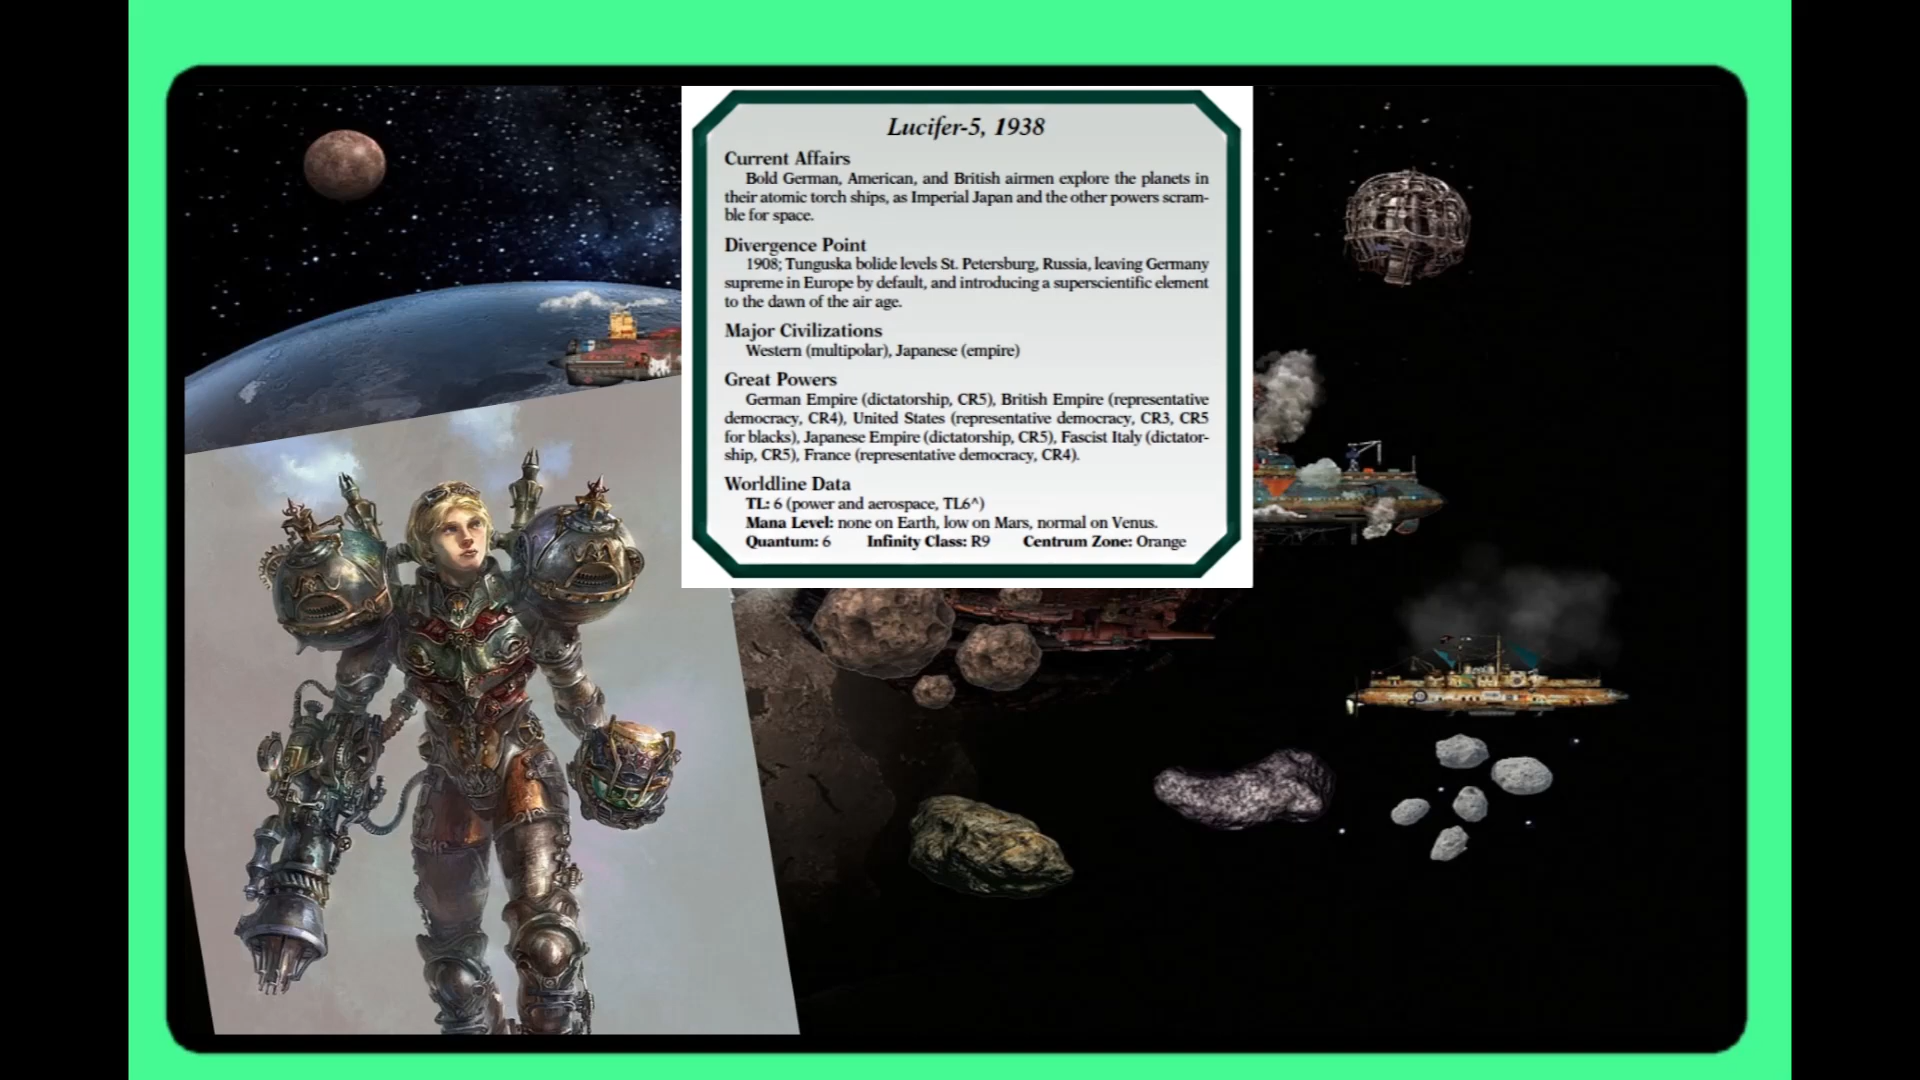 Lucifer-5, 1938
Current Affairs
Bold German, American, and British airmen explore the planets in
their atomic torch ships, as Imperial Japan and the other powers scram-
ble for space.
Divergence Point
1908; Tunguska bolide levels St. Petersburg, Russia, leaving Germany
supreme in Europe by default, and introducing a superscientific element
to the dawn of the air age.
Major Civilizations
Western (multipolar), Japanese (empire)
Great Powers
German Empire (dictatorship, CR5), British Empire (representative
democracy, CR4), United States (representative democracy, CR3, CR5
for blacks), Japanese Empire (dictatorship, CR5), Fascist Italy (dictator-
ship, CR5), France (representative democracy, CR4).
Worldline Data
TL: 6 (power and aerospace, TL6^)
Mana Level: none on Earth, low on Mars, normal on Venus.
Quantum: 6 Infinity Class: R9 Centrum Zone: Orange